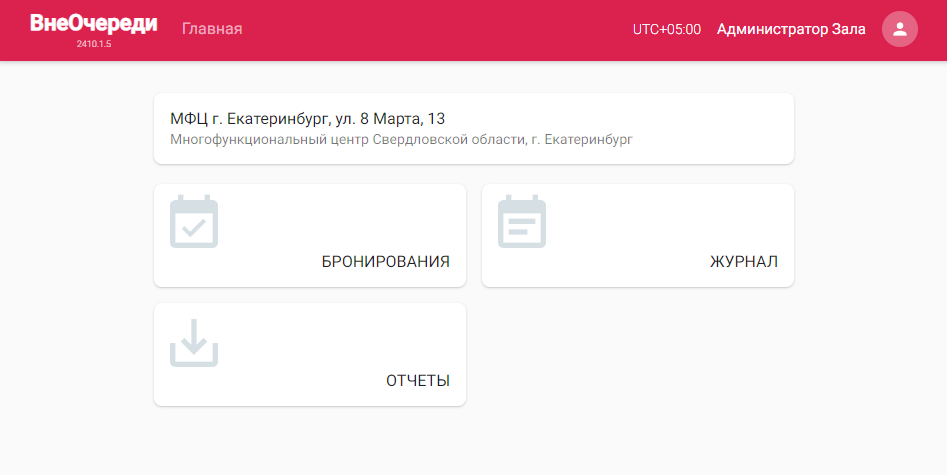 ВнеОчереди
2410.1.5
Главная
UTC+05:00
Администратор Зала
МФЦ г. Екатеринбург, ул. 8 Марта, 13
Многофункциональный центр Свердловской области, г. Екатеринбург
БРОНИРОВАНИЯ
ЖУРНАЛ
ОТЧЕТЫ